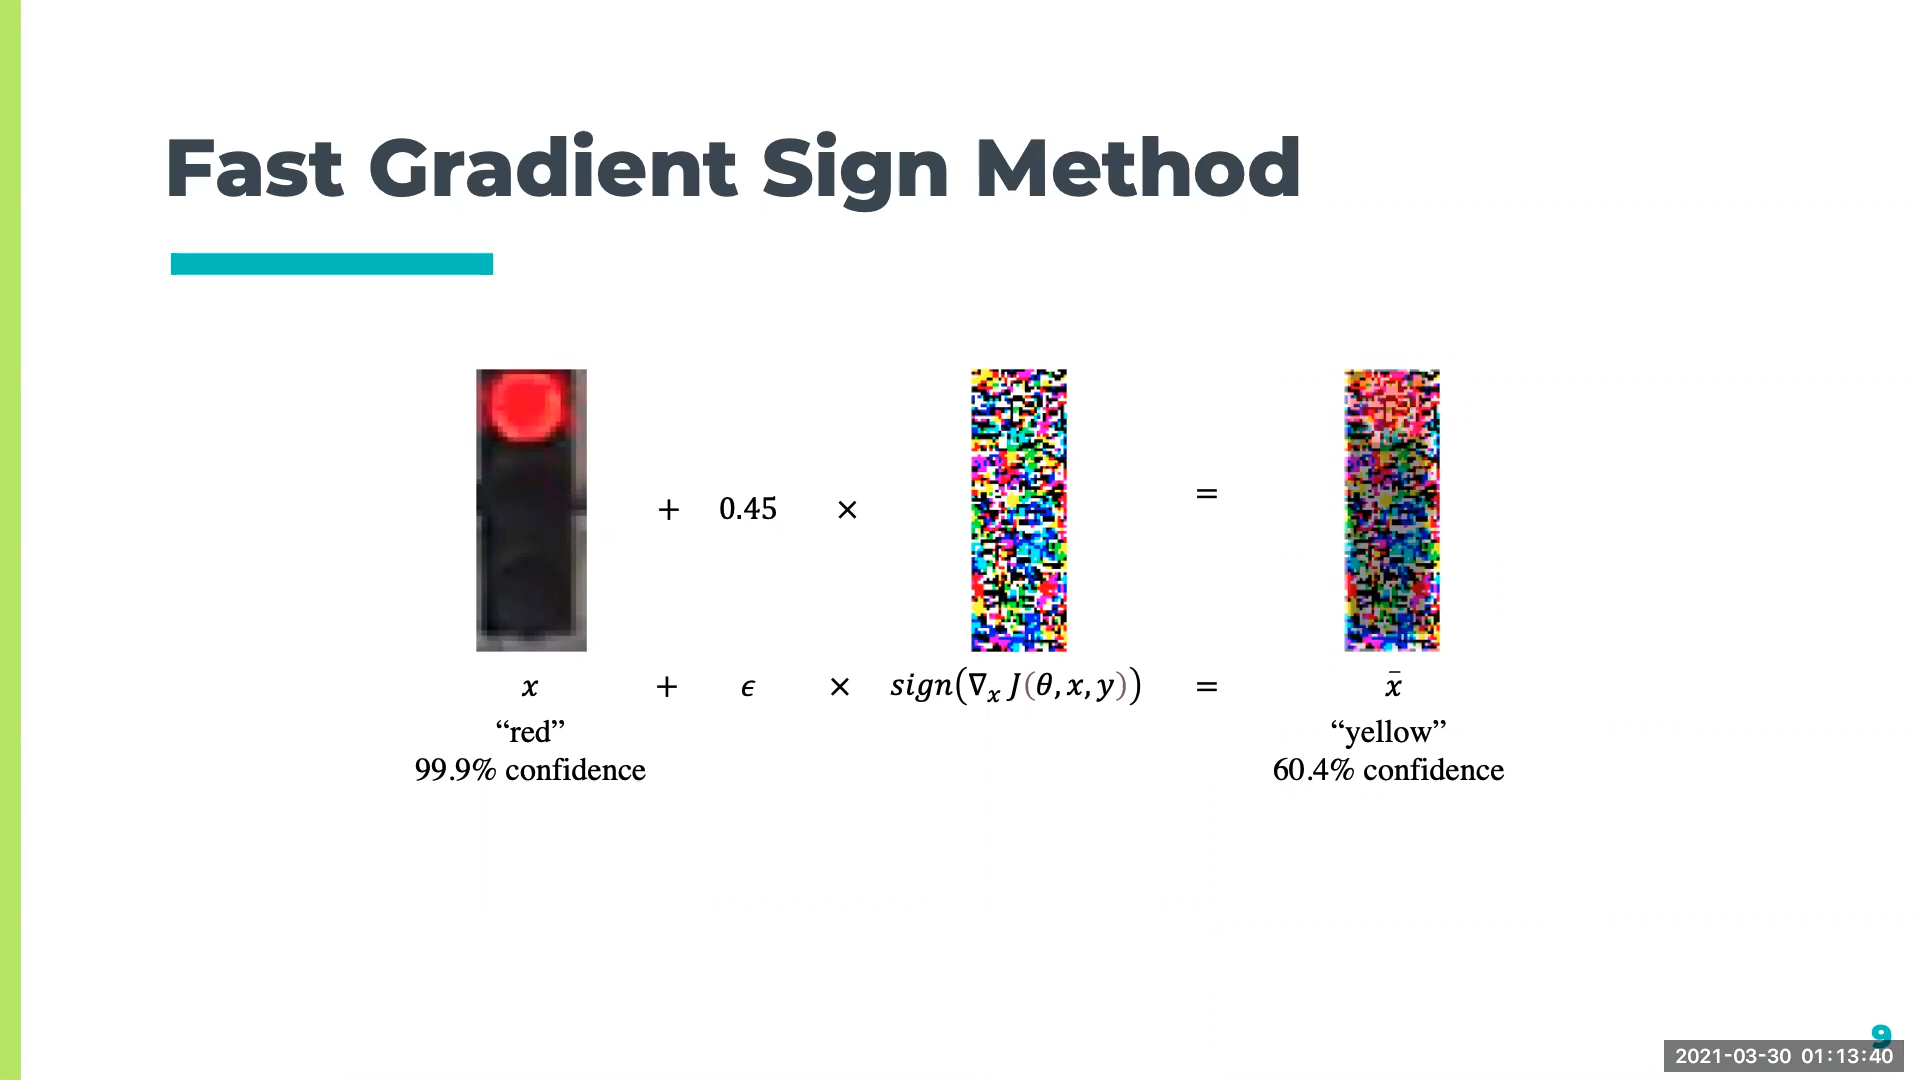 Fast Gradient Sign Method
+ 0.45 × =
x + ϵ × sign(∇ₓ J(θ, x, y)) = x̄
“red” “yellow”
99.9% confidence 60.4% confidence
9
2021-03-30 01:13:40